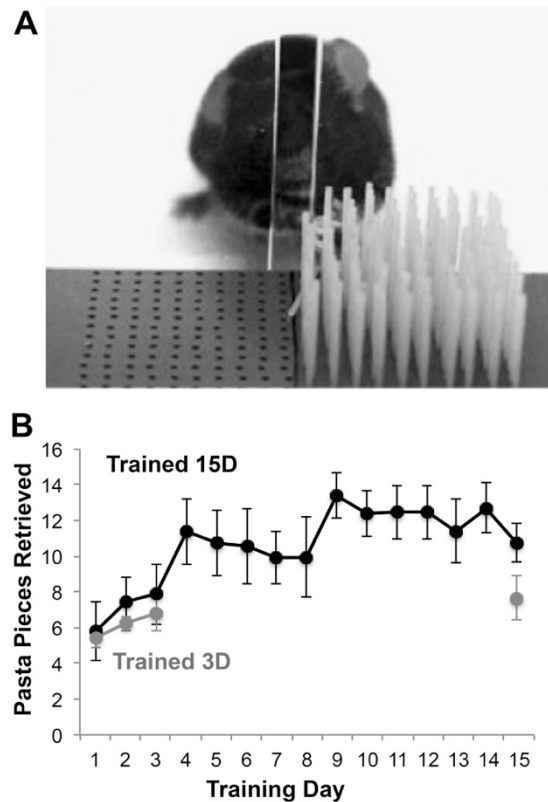 A
B
Trained 15D
Trained 3D
Pasta Pieces Retrieved
16
14
12
10
8
6
4
2
0
1 2 3 4 5 6 7 8 9 10 11 12 13 14 15
Training Day